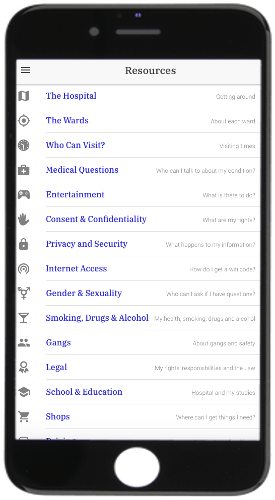 Resources
The Hospital Getting around
The Wards About each ward
Who Can Visit? Visiting times
Medical Questions Who can I talk to about my condition?
Entertainment What is there to do?
Consent & Confidentiality What are my rights?
Privacy and Security What happens to my information?
Internet Access How do I get a wifi code?
Gender & Sexuality Who can I ask if I have questions?
Smoking, Drugs & Alcohol My health, smoking, drugs and alcohol
Gangs About gangs and safety
Legal My rights, responsibilities and the Law
School & Education Hospital and my studies
Shops Where can I get things I need?